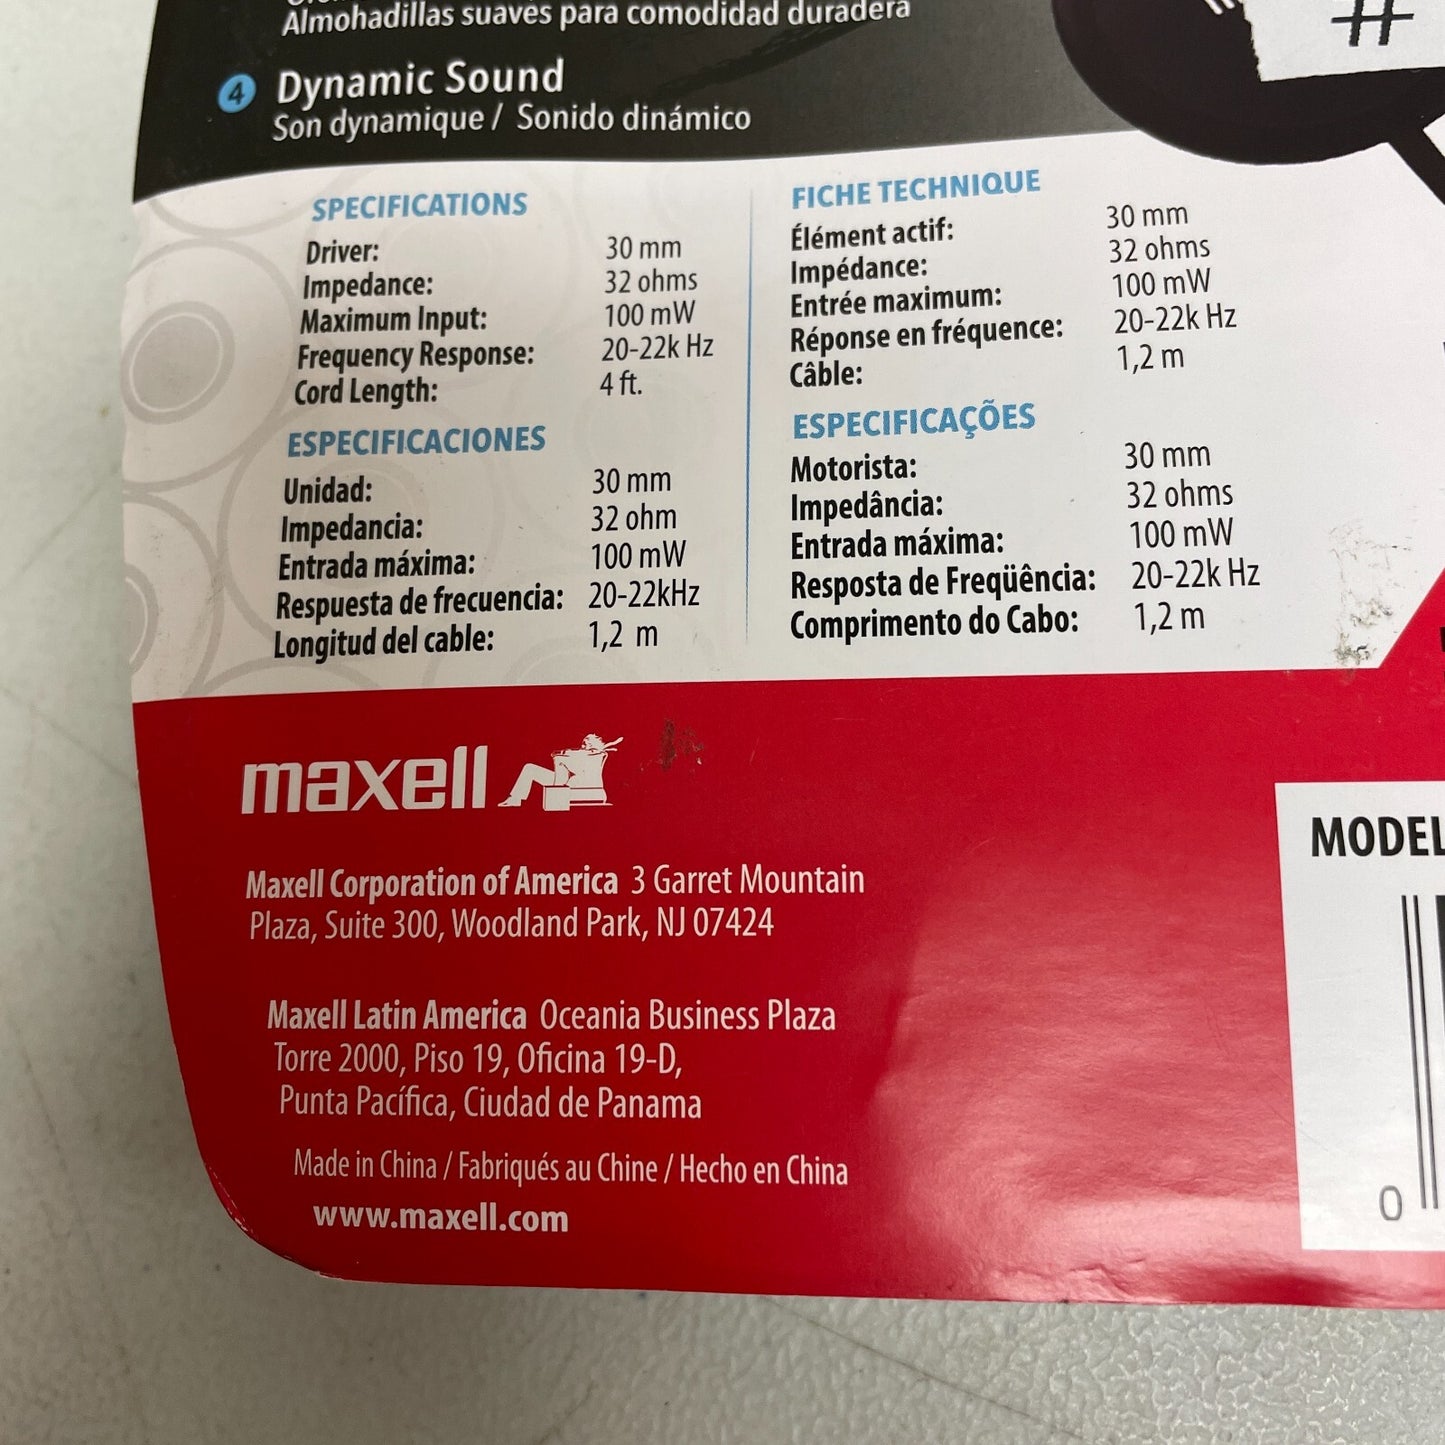 Almohadillas suaves para comodidad duradera
4 Dynamic Sound
Son dynamique / Sonido dinámico
SPECIFICATIONS
Driver: 30 mm
Impedance: 32 ohms
Maximum Input: 100 mW
Frequency Response: 20-22k Hz
Cord Length: 4 ft.
ESPECIFICACIONES
Unidad: 30 mm
Impedancia: 32 ohm
Entrada máxima: 100 mW
Respuesta de frecuencia: 20-22kHz
Longitud del cable: 1,2 m
FICHE TECHNIQUE
Élément actif: 30 mm
Impédance: 32 ohms
Entrée maximum: 100 mW
Réponse en fréquence: 20-22k Hz
Câble: 1,2 m
ESPECIFICAÇÕES
Motorista: 30 mm
Impedância: 32 ohms
Entrada máxima: 100 mW
Resposta de Freqüência: 20-22k Hz
Comprimento do Cabo: 1,2 m
#
maxell
Maxell Corporation of America 3 Garret Mountain
Plaza, Suite 300, Woodland Park, NJ 07424
Maxell Latin America Oceania Business Plaza
Torre 2000, Piso 19, Oficina 19-D,
Punta Pacífica, Ciudad de Panama
Made in China / Fabriqués au Chine / Hecho en China
www.maxell.com
MODEL
0